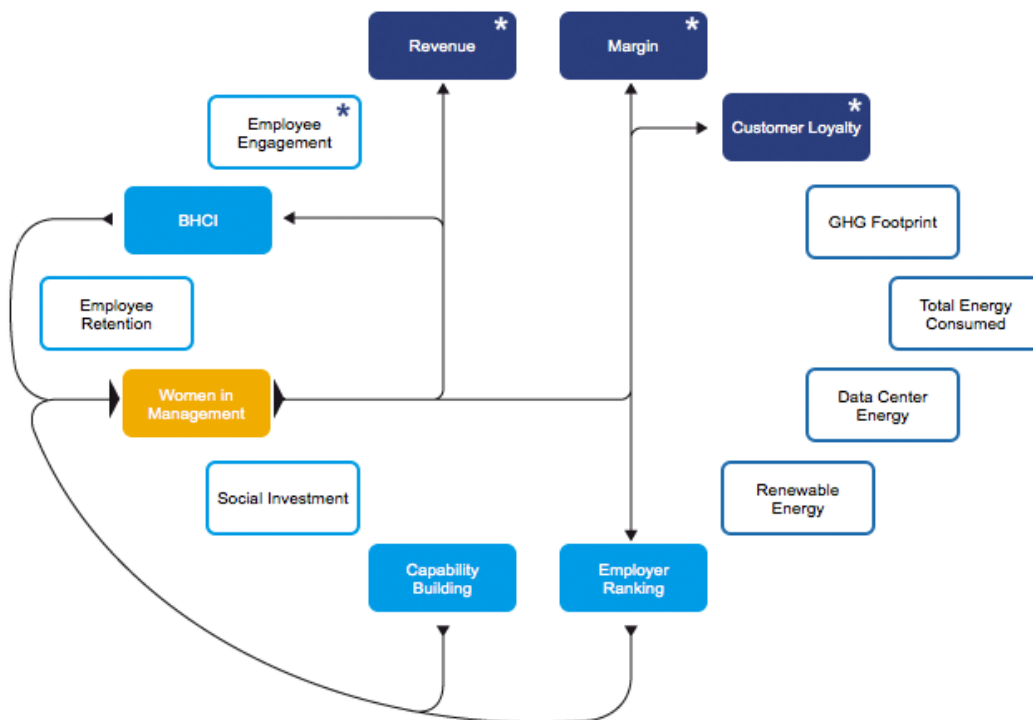 Revenue *
Margin *
Employee *
Engagement
Customer Loyalty *
BHCI
GHG Footprint
Employee
Retention
Total Energy
Consumed
Women in
Management
Data Center
Energy
Social Investment
Renewable
Energy
Capability
Building
Employer
Ranking